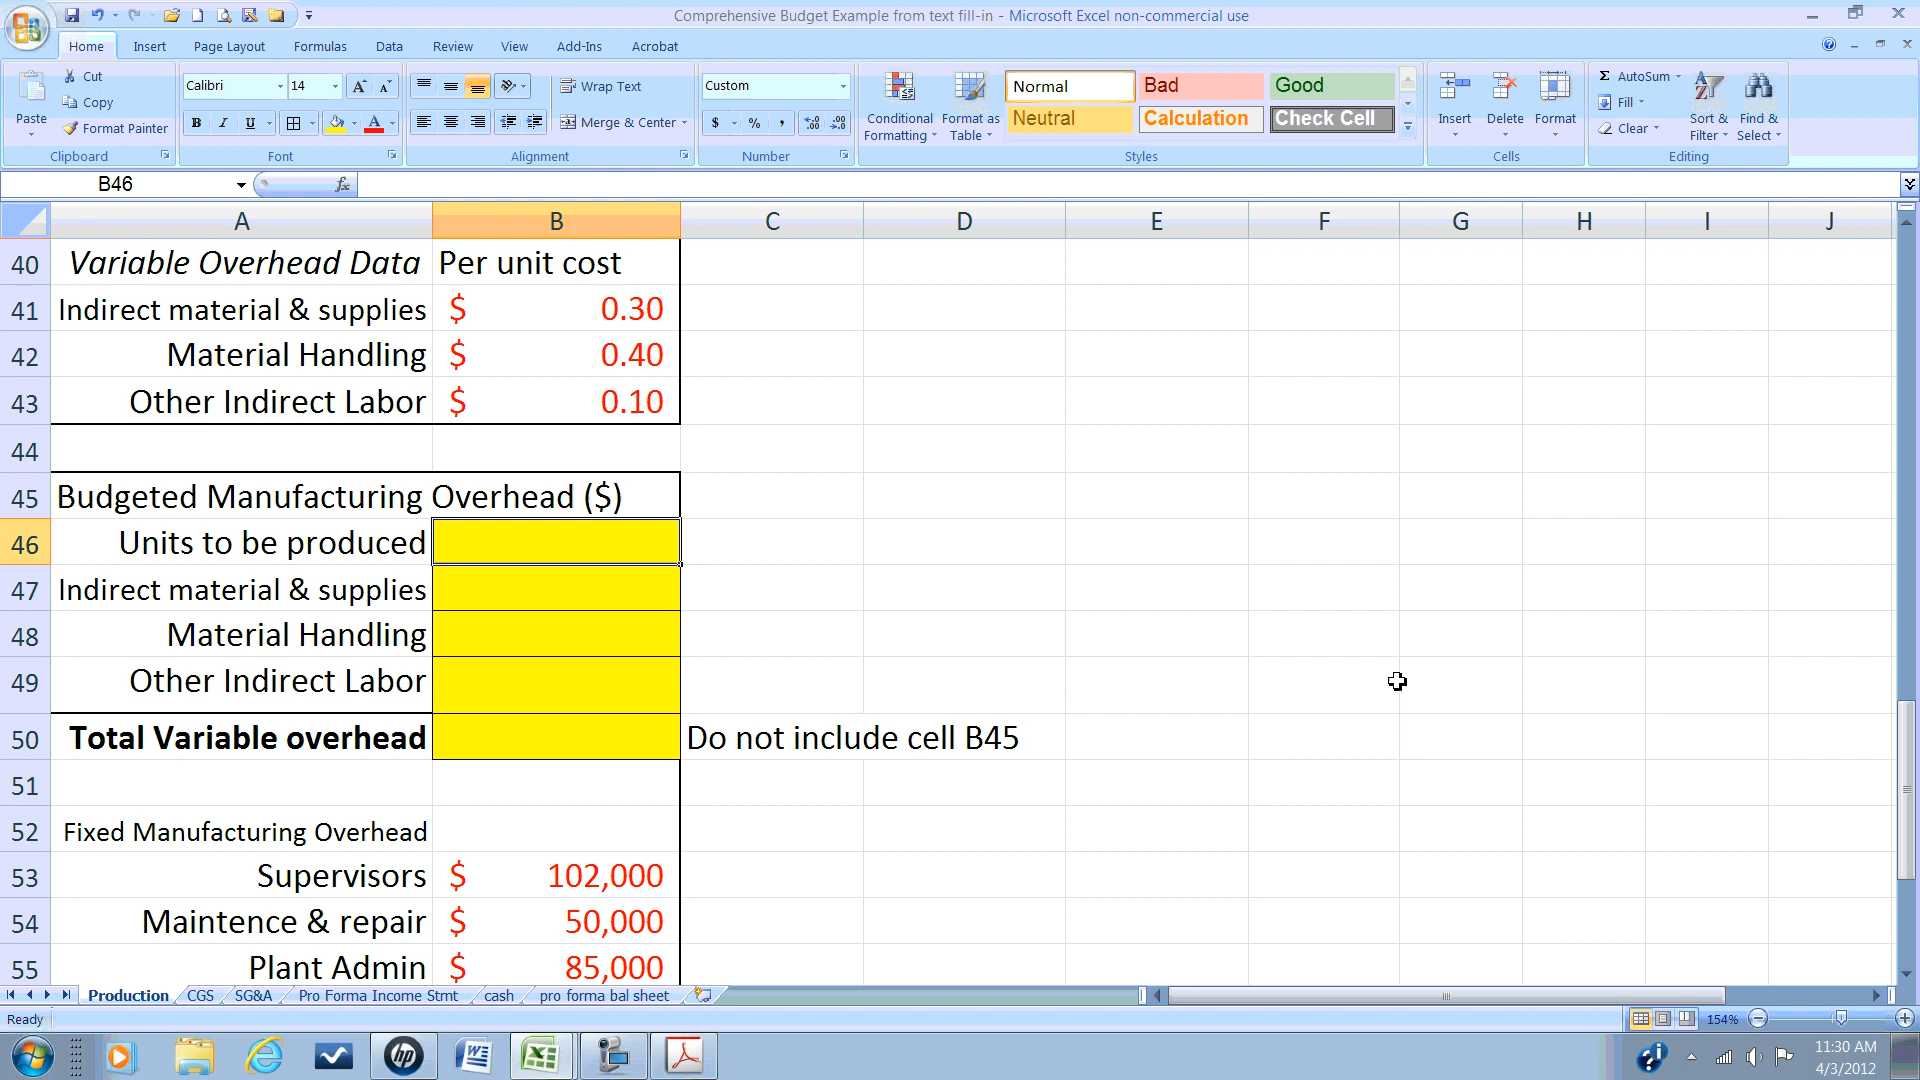 Comprehensive Budget Example from text fill-in - Microsoft Excel non-commercial use
Home Insert Page Layout Formulas Data Review View Add-Ins Acrobat
Paste
Cut
Copy
Format Painter
Clipboard
Calibri 14
B I U
Font
Wrap Text
Merge & Center
Alignment
Custom
$ % ,
Number
Conditional Formatting
Format as Table
Normal Bad Good
Neutral Calculation Check Cell
Styles
Insert Delete Format
Cells
AutoSum
Fill
Clear
Sort & Filter
Find & Select
Editing
B46
fx
A B C D E F G H I J
40 Variable Overhead Data Per unit cost
41 Indirect material & supplies $ 0.30
42 Material Handling $ 0.40
43 Other Indirect Labor $ 0.10
44
45 Budgeted Manufacturing Overhead ($)
46 Units to be produced
47 Indirect material & supplies
48 Material Handling
49 Other Indirect Labor
50 Total Variable overhead Do not include cell B45
51
52 Fixed Manufacturing Overhead
53 Supervisors $ 102,000
54 Maintence & repair $ 50,000
55 Plant Admin $ 85,000
Production CGS SG&A Pro Forma Income Stmt cash pro forma bal sheet
Ready
154%
11:30 AM
4/3/2012